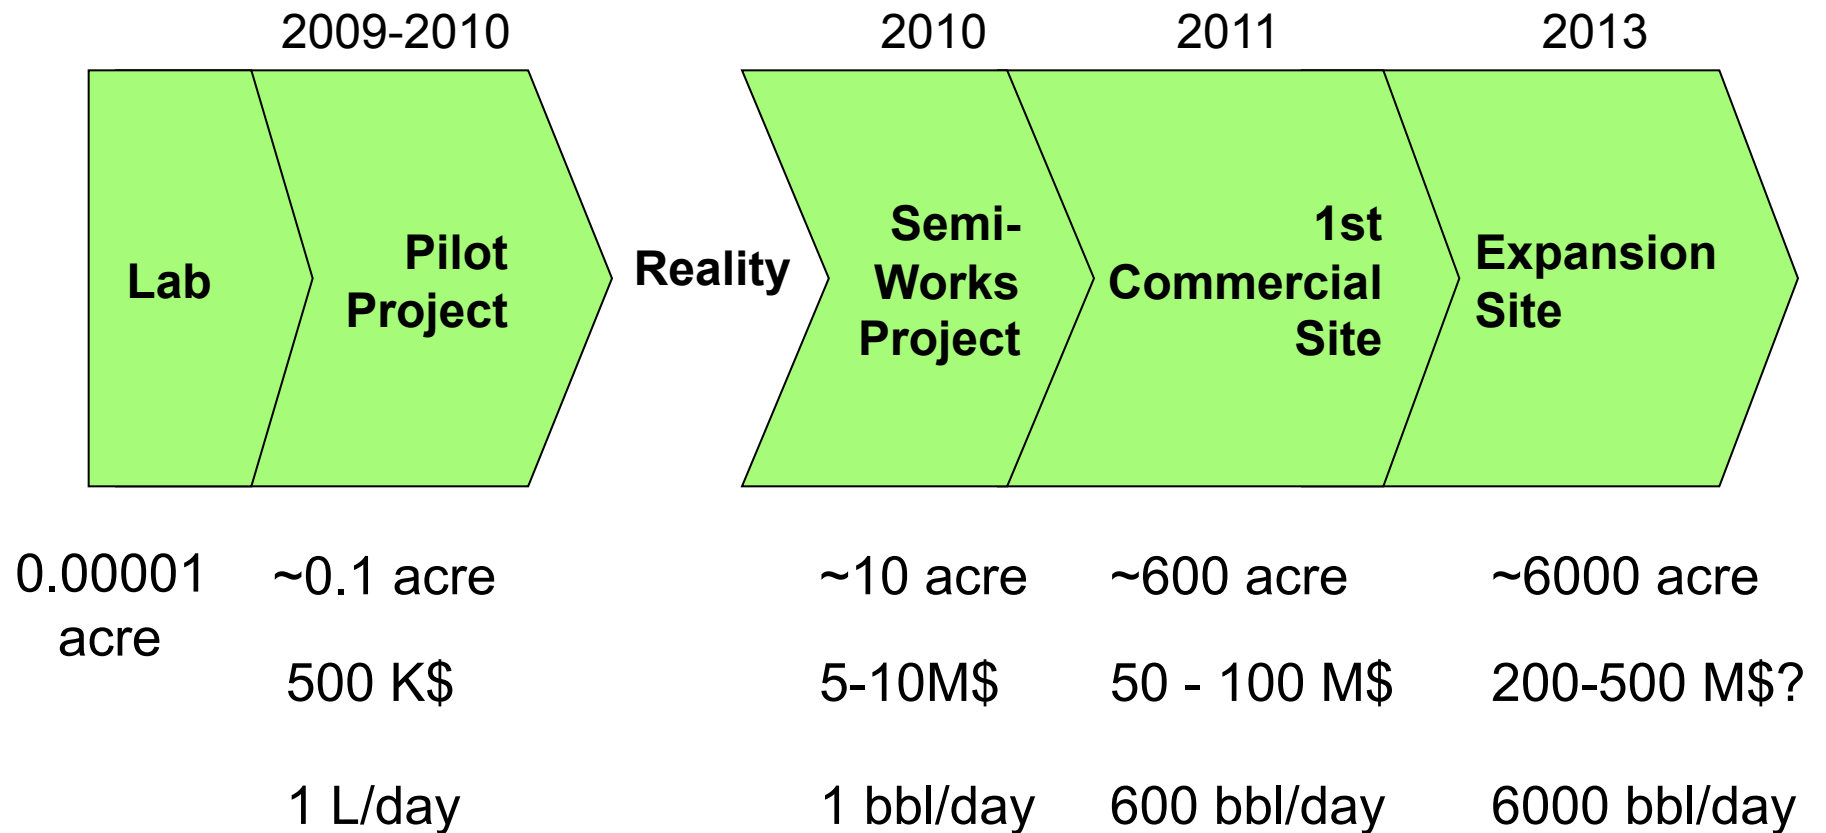 2009-2010
2010
2011
2013
Lab
Pilot
Project
Reality
Semi-
Works
Project
1st
Commercial
Site
Expansion
Site
0.00001
acre
~0.1 acre
~10 acre
~600 acre
~6000 acre
500 K$
5-10M$
50 - 100 M$
200-500 M$?
1 L/day
1 bbl/day
600 bbl/day
6000 bbl/day